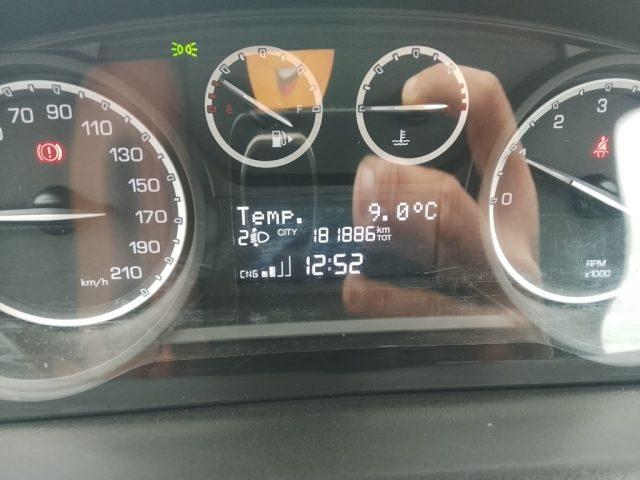 70 90 110 130 150 170 190 210 km/h
E F
0 1 2 3 RPM x1000
Temp. 9.0°C
2 CITY 181886 km TOT
CNG 12:52